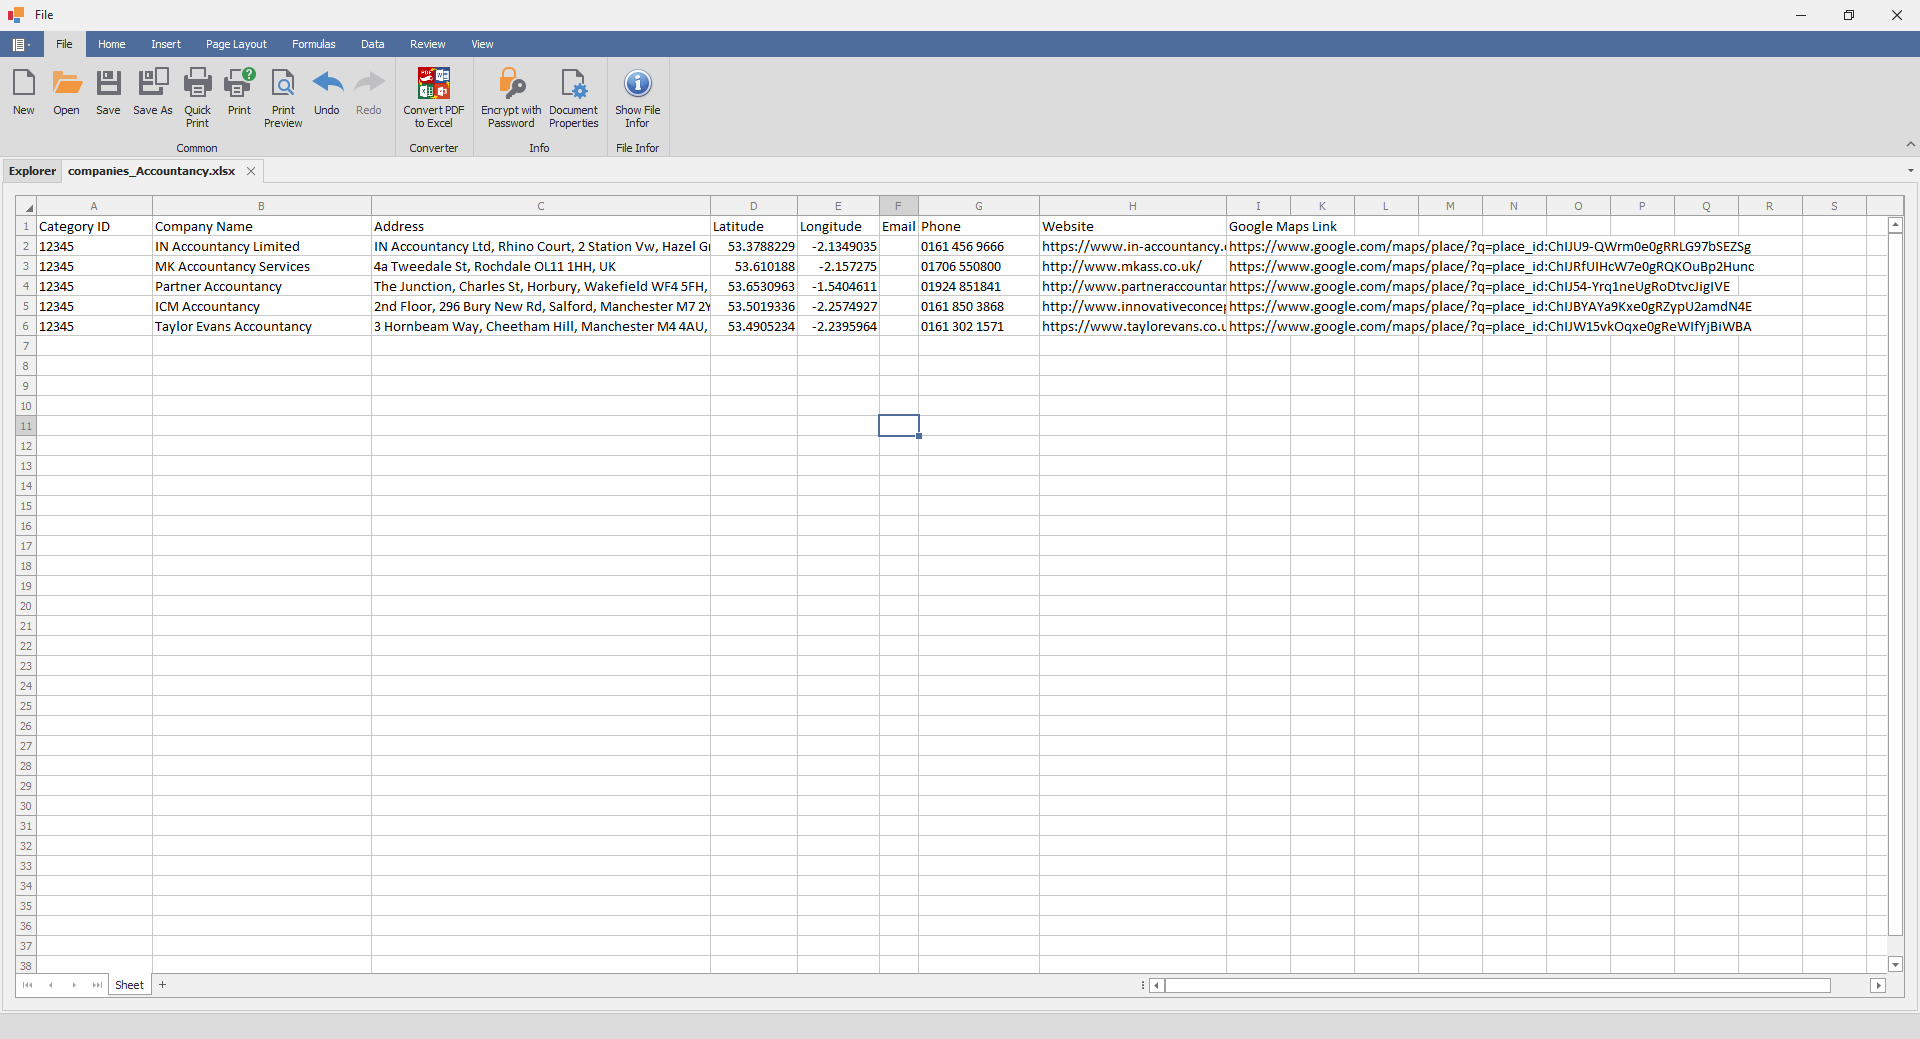 File
File Home Insert Page Layout Formulas Data Review View
New Open Save Save As Quick Print Print Print Preview Undo Redo Convert PDF to Excel Encrypt with Password Document Properties Show File Infor
Common Converter Info File Infor
Explorer companies_Accountancy.xlsx
A B C D E F G H I K L M N O P Q R S
1 Category ID Company Name Address Latitude Longitude Email Phone Website Google Maps Link
2 12345 IN Accountancy Limited IN Accountancy Ltd, Rhino Court, 2 Station Vw, Hazel Gr 53.3788229 -2.1349035 0161 456 9666 https://www.in-accountancy. https://www.google.com/maps/place/?q=place_id:ChIJU9-QWrm0e0gRRLG97bSEZSg
3 12345 MK Accountancy Services 4a Tweedale St, Rochdale OL11 1HH, UK 53.610188 -2.157275 01706 550800 http://www.mkass.co.uk/ https://www.google.com/maps/place/?q=place_id:ChIJRfUIHcW7e0gRQKOuBp2Hunc
4 12345 Partner Accountancy The Junction, Charles St, Horbury, Wakefield WF4 5FH, 53.6530963 -1.5404611 01924 851841 http://www.partneraccountan https://www.google.com/maps/place/?q=place_id:ChIJ54-Yrq1neUgRoDtvcJigIVE
5 12345 ICM Accountancy 2nd Floor, 296 Bury New Rd, Salford, Manchester M7 2Y 53.5019336 -2.2574927 0161 850 3868 http://www.innovativeconcep https://www.google.com/maps/place/?q=place_id:ChIJBYAYa9Kxe0gRZypU2amdN4E
6 12345 Taylor Evans Accountancy 3 Hornbeam Way, Cheetham Hill, Manchester M4 4AU, 53.4905234 -2.2395964 0161 302 1571 https://www.taylorevans.co.u https://www.google.com/maps/place/?q=place_id:ChIJW15vkOqxe0gReWIfYjBiWBA
7
8
9
10
11
12
13
14
15
16
17
18
19
20
21
22
23
24
25
26
27
28
29
30
31
32
33
34
35
36
37
38
Sheet +